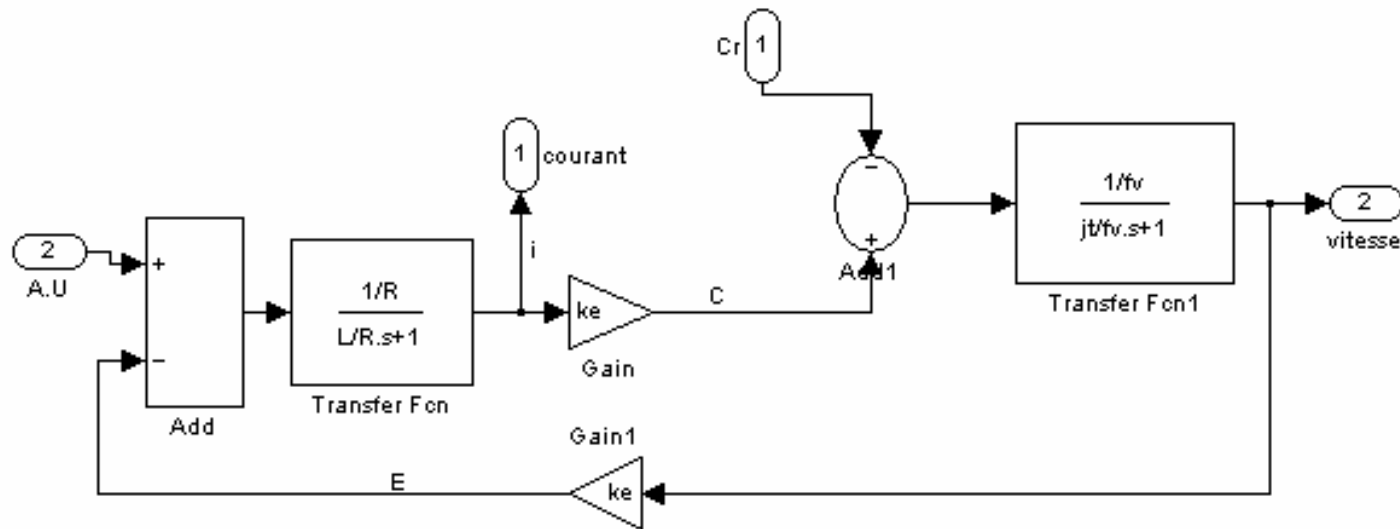 Cr
1
1
courant
1/fv
jt/fv.s+1
2
vitesse
Transfer Fcn1
−
+
Add1
2
A.U
+
−
Add
1/R
L/R.s+1
Transfer Fcn
i
ke
Gain
C
Gain1
ke
E